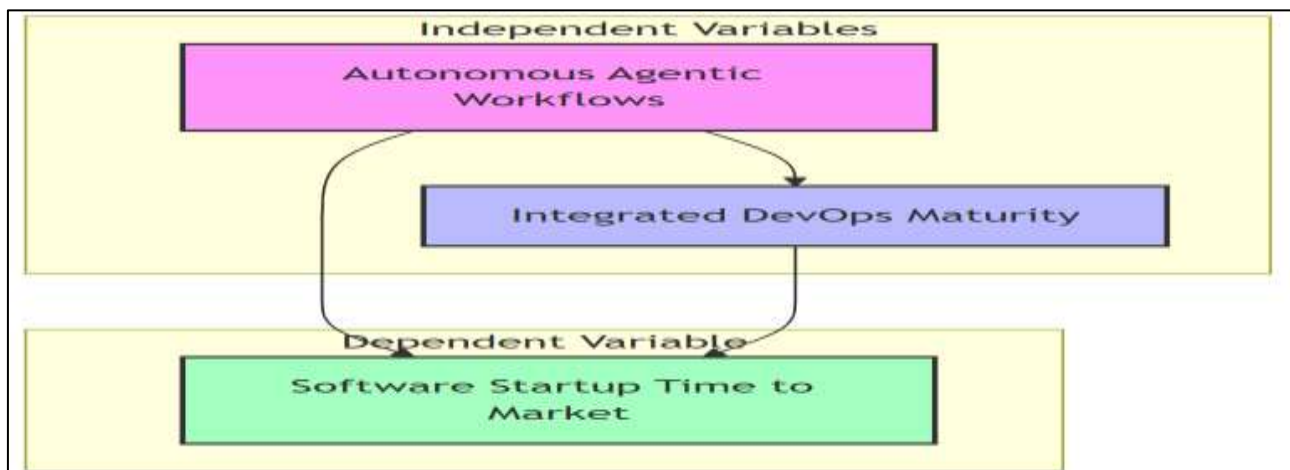 Independent Variables
Autonomous Agentic
Workflows
Integrated DevOps Maturity
Dependent Variable
Software Startup Time to
Market